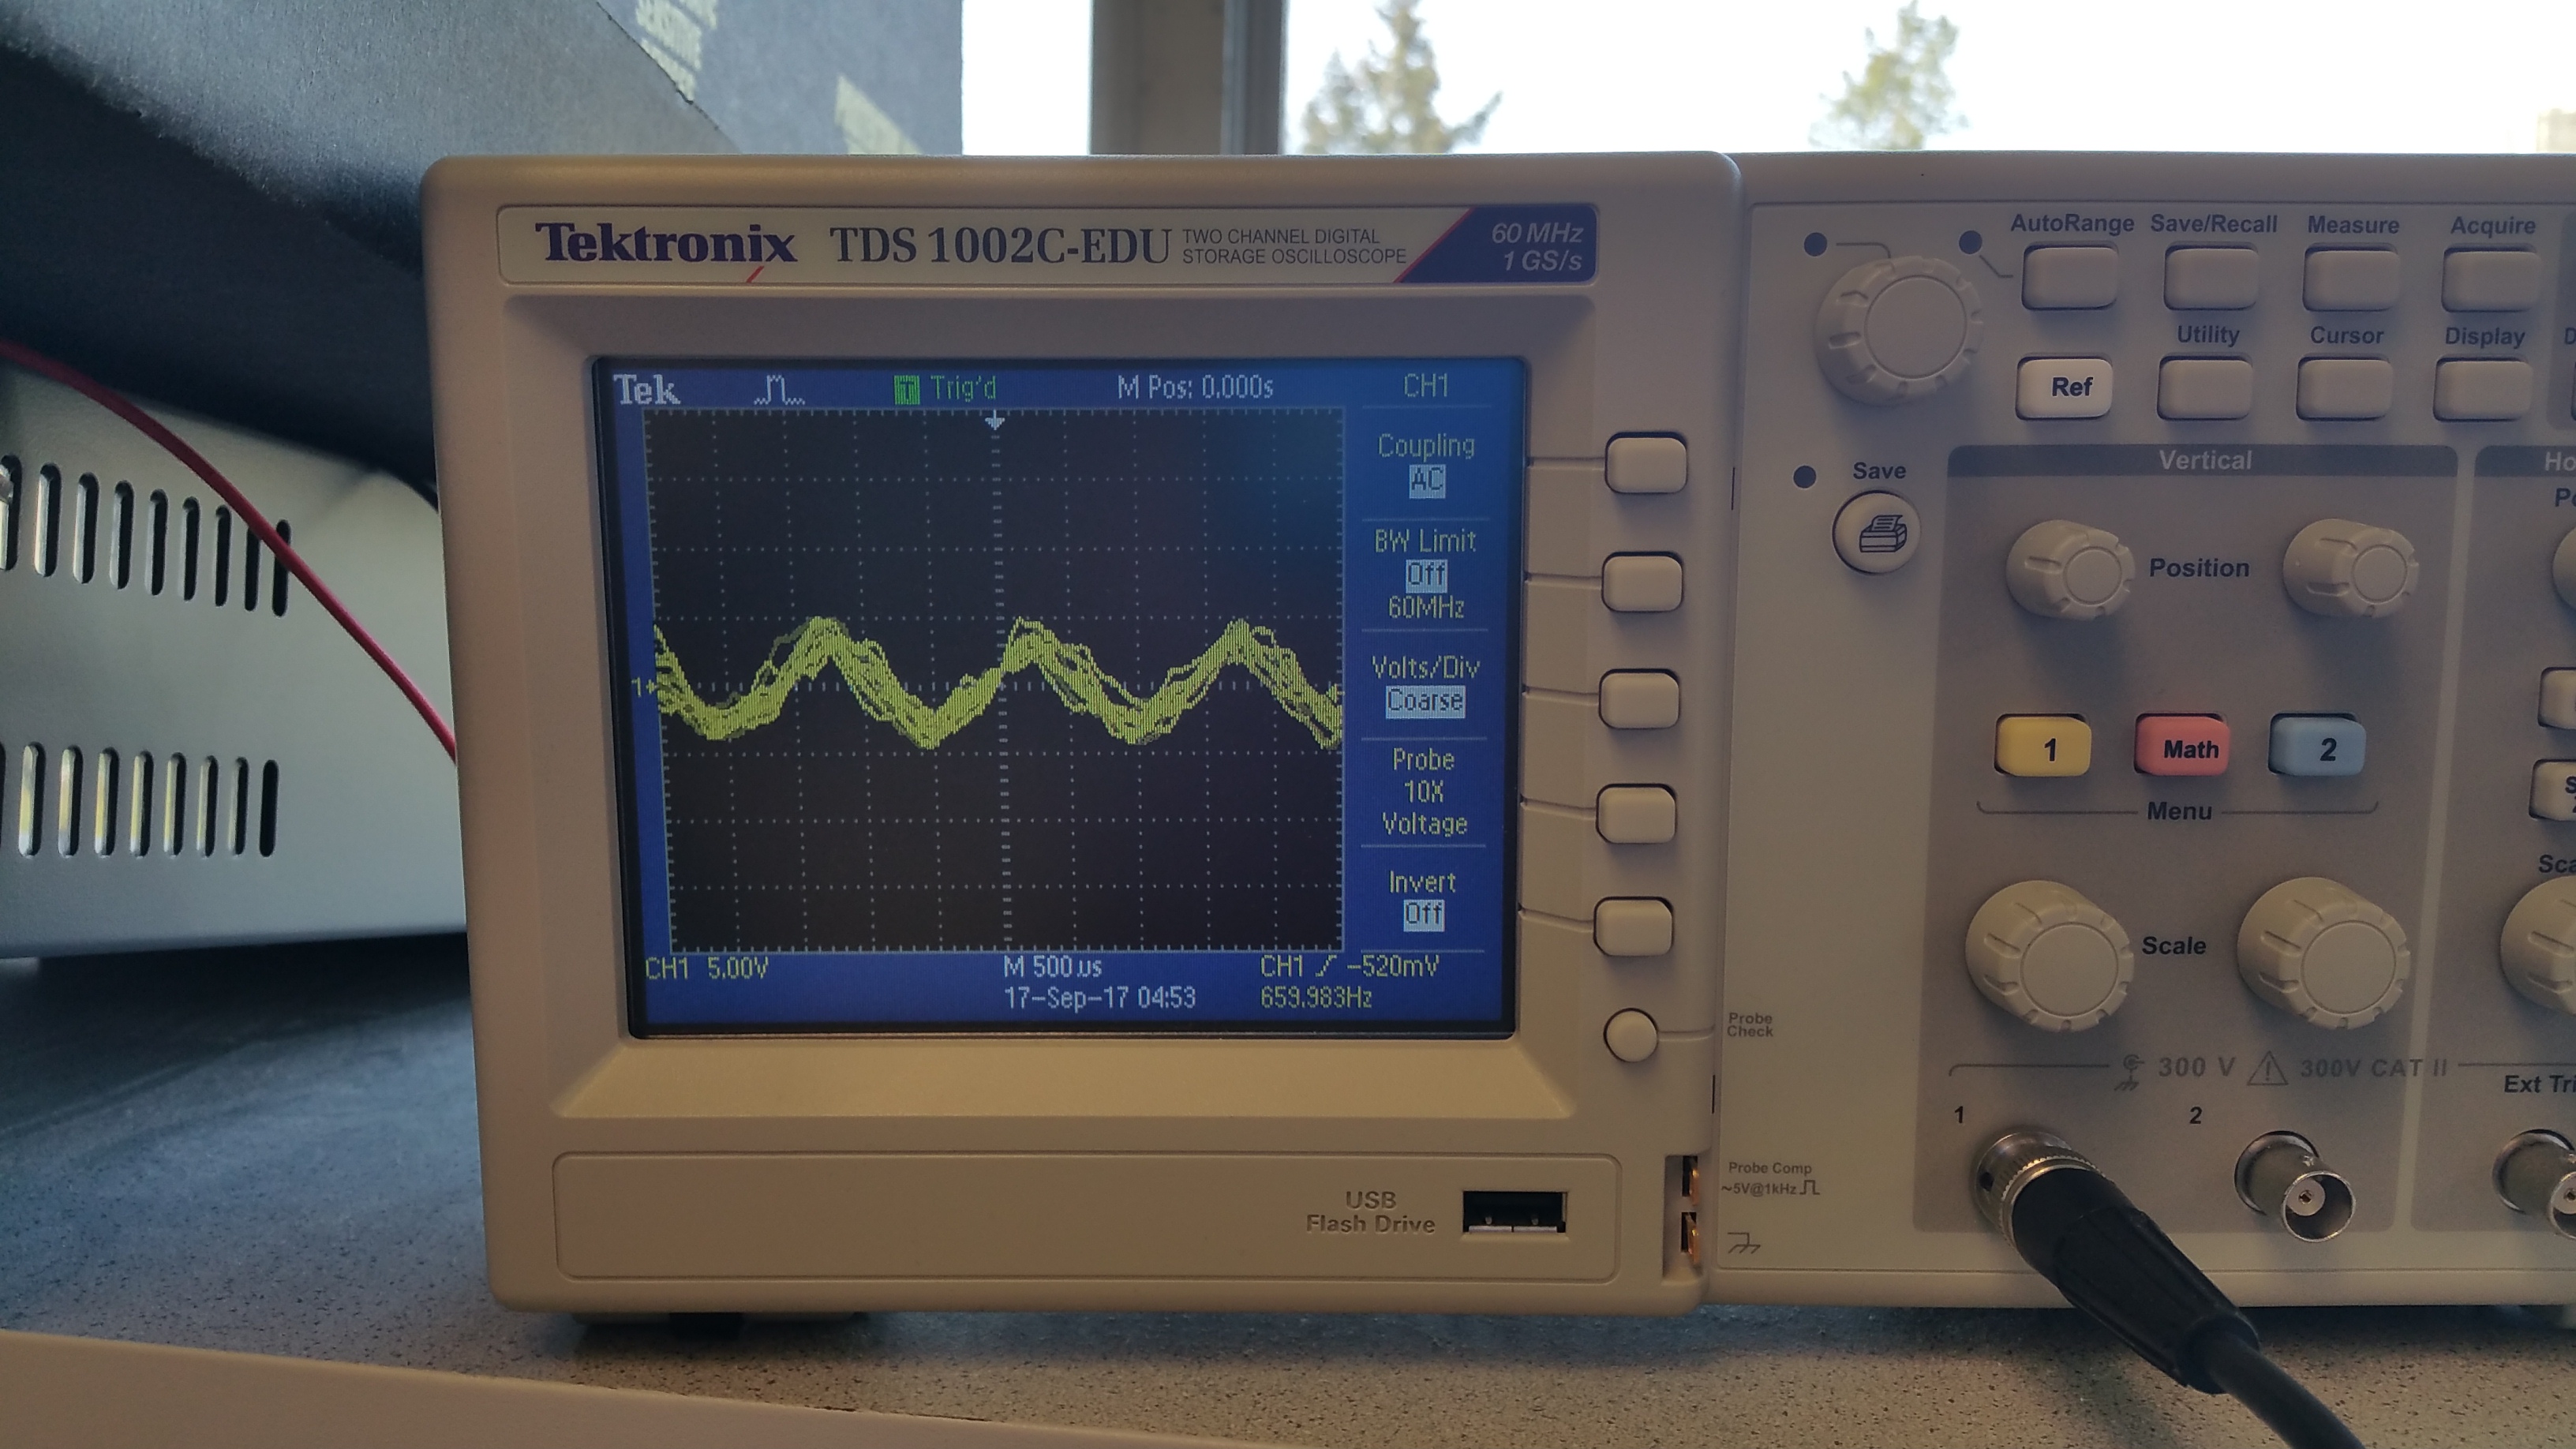 Tektronix TDS 1002C-EDU TWO CHANNEL DIGITAL
STORAGE OSCILLOSCOPE
60 MHz
1 GS/s
Tek Trig'd M Pos: 0.000s CH1
Coupling
AC
BW Limit
Off
60MHz
Volts/Div
Coarse
Probe
10X
Voltage
Invert
Off
1
CH1 5.00V M 500us CH1 -520mV
17-Sep-17 04:53 659.983Hz
USB
Flash Drive
AutoRange Save/Recall Measure Acquire
Utility Cursor Display
Ref
Save
Vertical
Position
1 Math 2
Menu
Scale
Probe
Check
300 V 300V CAT II
Ext Tri
1 2
Probe Comp
~5V@1kHz